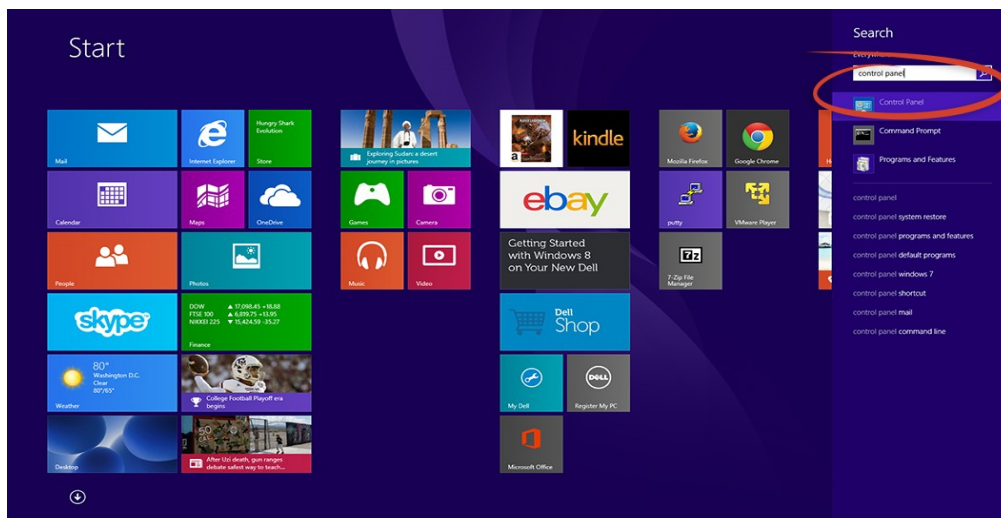 Start
Mail
Internet Explorer
Hungry Shark
Evolution
Store
Calendar
Maps
OneDrive
People
Photos
skype
DOW ▲ 17,098.45 +18.88
FTSE 100 ▲ 6,819.75 +13.95
NIKKEI 225 ▼ 15,424.59 -35.27
Finance
80°
Washington D.C.
Clear
80°/65°
Weather
College Football Playoff era
begins
Desktop
After Uzi death, gun ranges
debate safest way to teach...
Exploring Sudan: a desert
journey in pictures
Games
Camera
Music
Video
a
kindle
ebay
Getting Started
with Windows 8
on Your New Dell
Dell
Shop
My Dell
DELL
Register My PC
Microsoft Office
Mozilla Firefox
Google Chrome
putty
VMware Player
7z
7-Zip File
Manager
Search
control panel
Control Panel
Command Prompt
Programs and Features
control panel
control panel system restore
control panel programs and features
control panel default programs
control panel windows 7
control panel shortcut
control panel mail
control panel command line